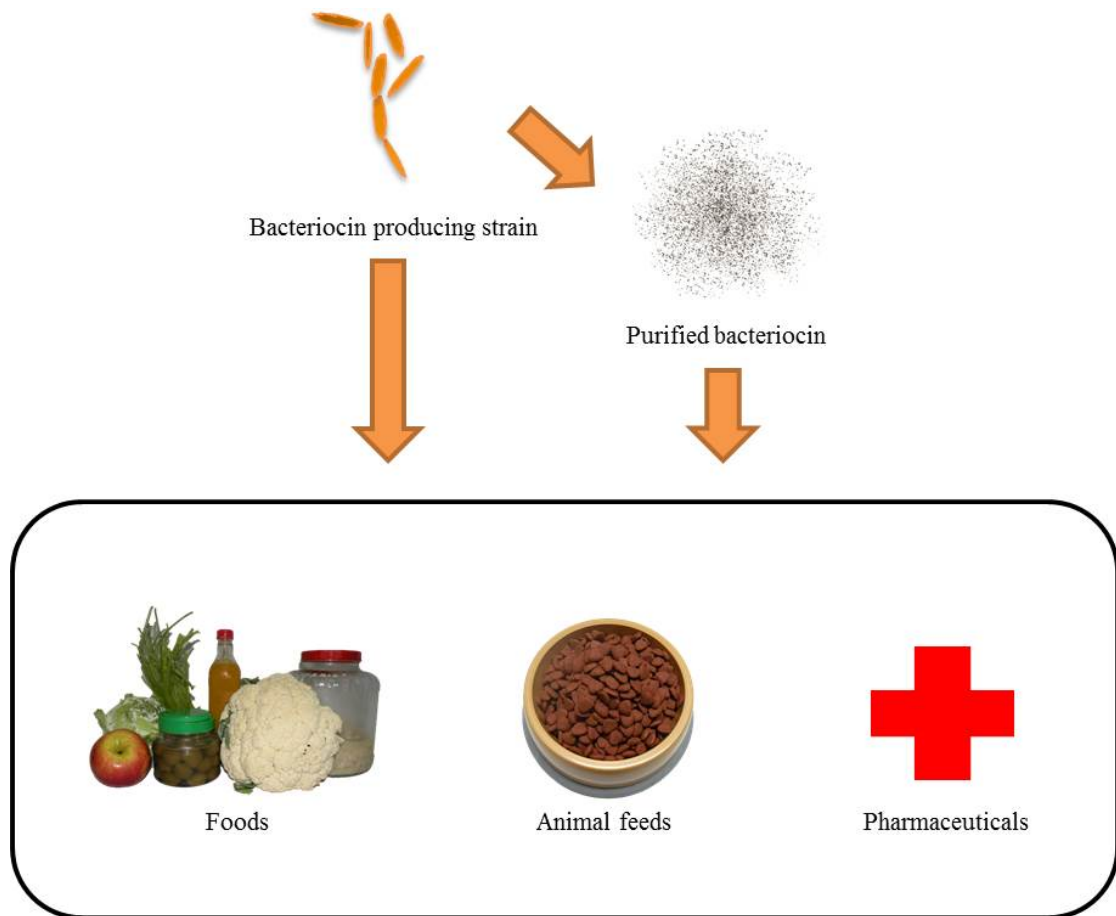 Bacteriocin producing strain
Purified bacteriocin
Foods
Animal feeds
Pharmaceuticals